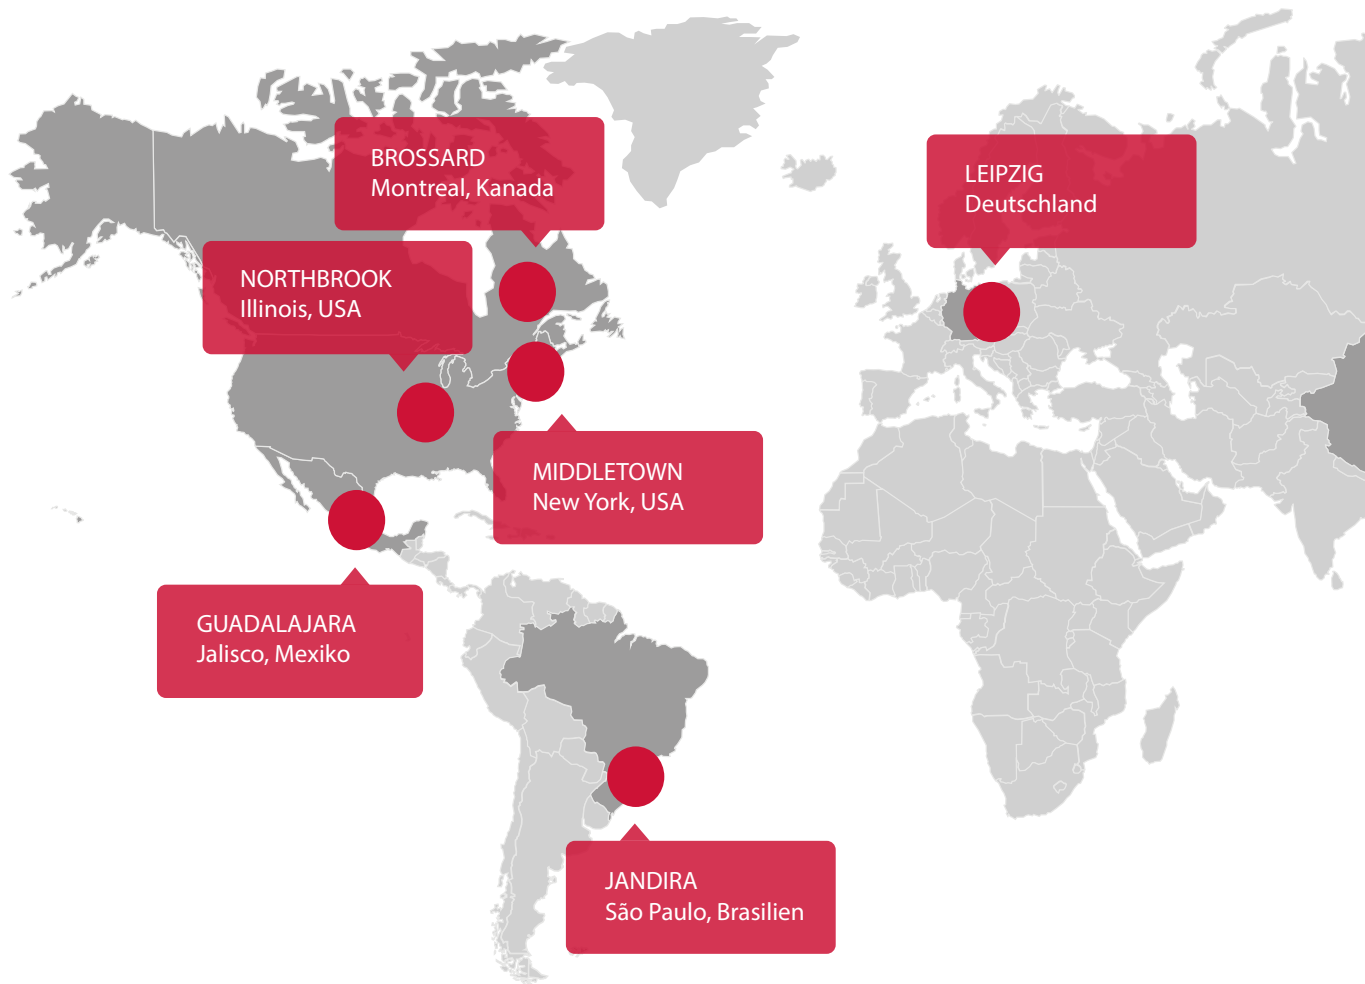 BROSSARD
Montreal, Kanada
LEIPZIG
Deutschland
NORTHBROOK
Illinois, USA
MIDDLETOWN
New York, USA
GUADALAJARA
Jalisco, Mexiko
JANDIRA
São Paulo, Brasilien